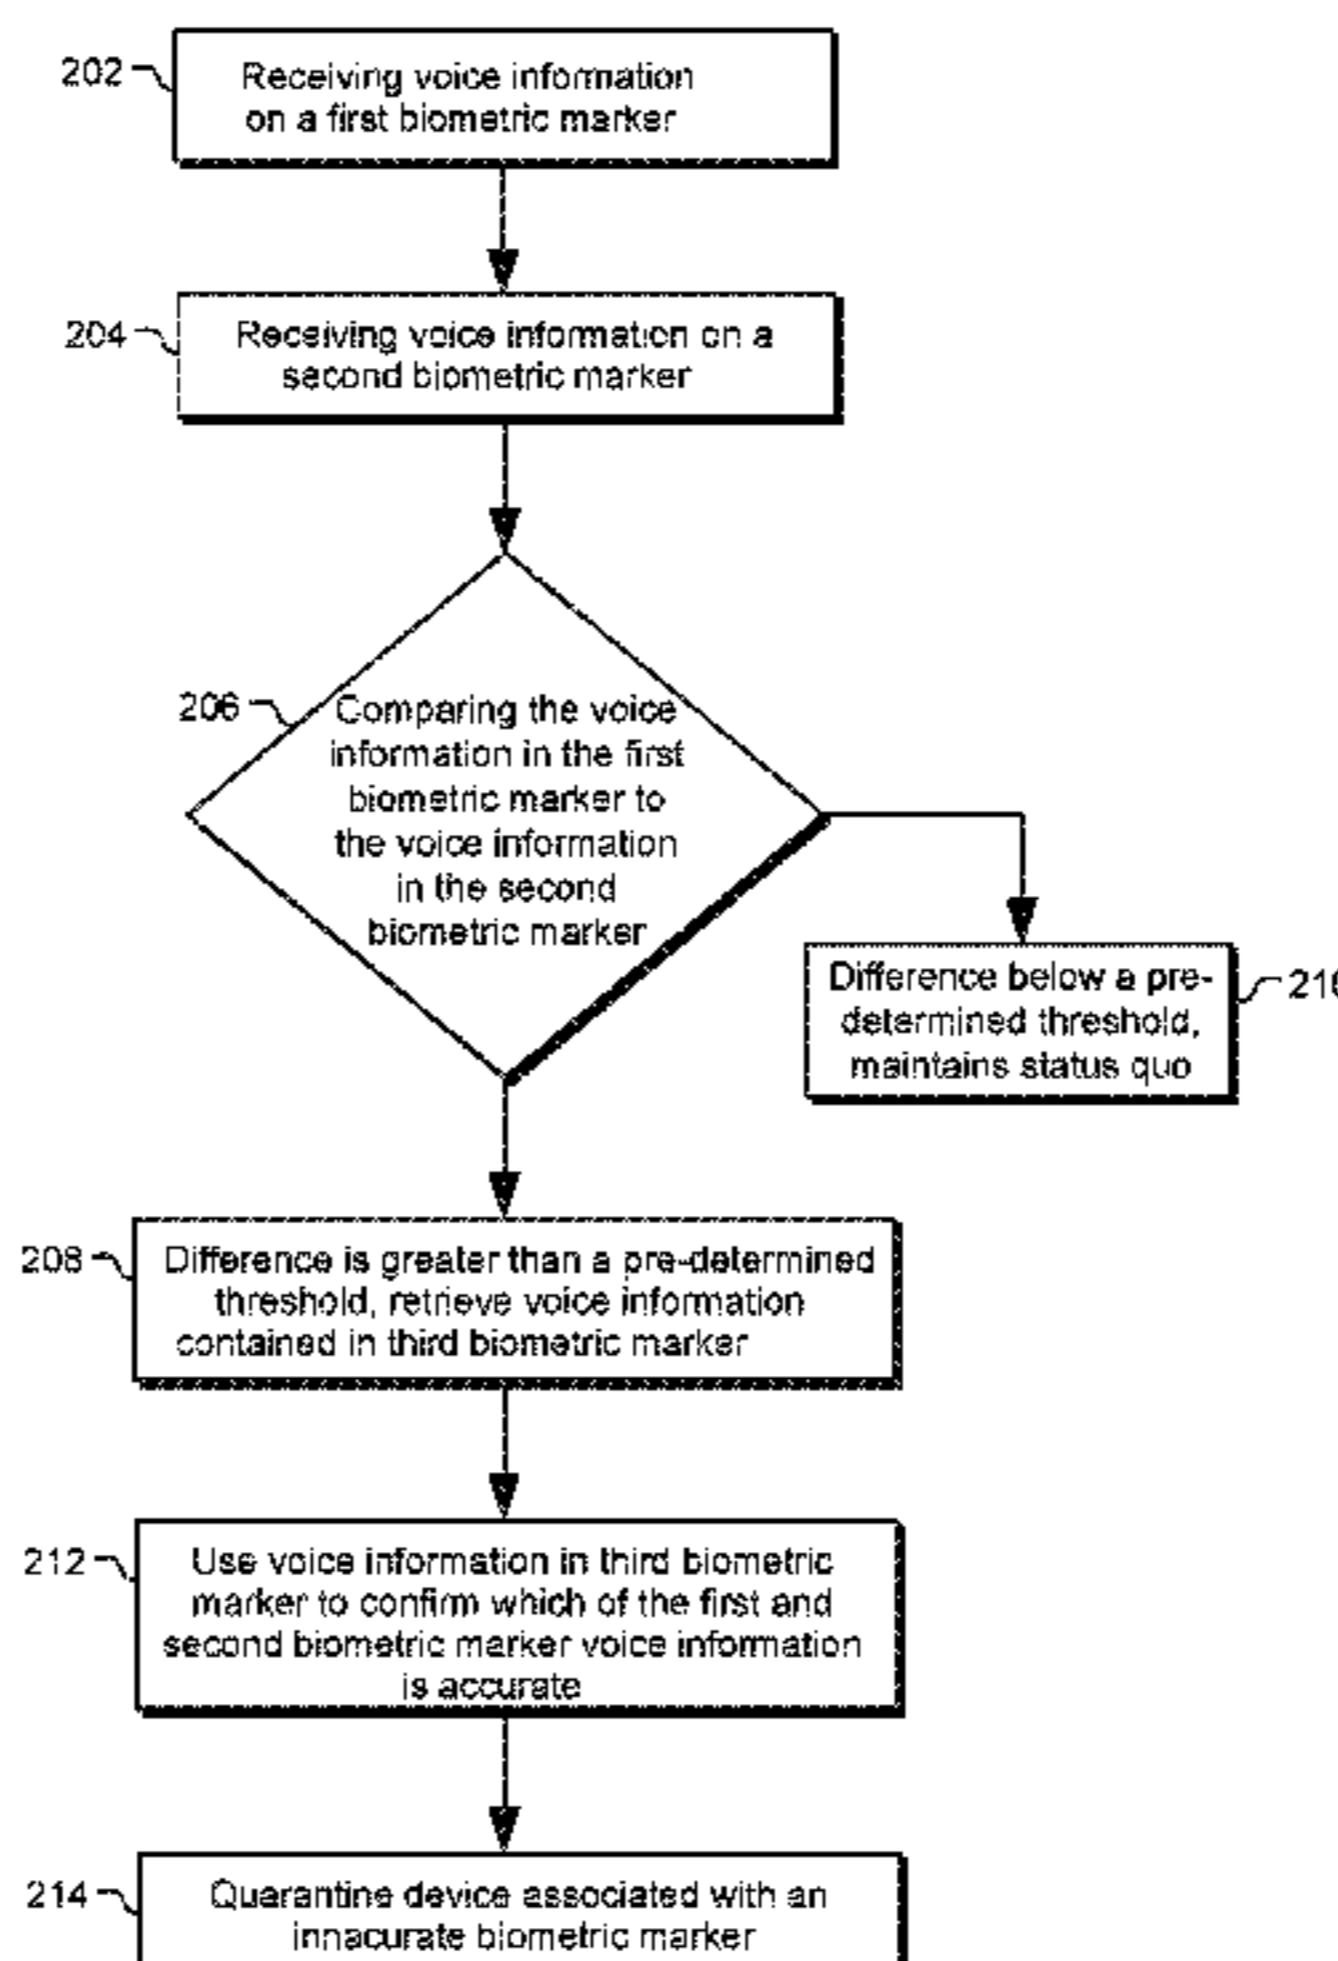 202
Receiving voice information
on a first biometric marker
204
Receiving voice information on a
second biometric marker
206
Comparing the voice
information in the first
biometric marker to
the voice information
in the second
biometric marker
Difference below a pre-
determined threshold,
maintains status quo
210
208
Difference is greater than a pre-determined
threshold, retrieve voice information
contained in third biometric marker
212
Use voice information in third biometric
marker to confirm which of the first and
second biometric marker voice information
is accurate
214
Quarantine device associated with an
innacurate biometric marker